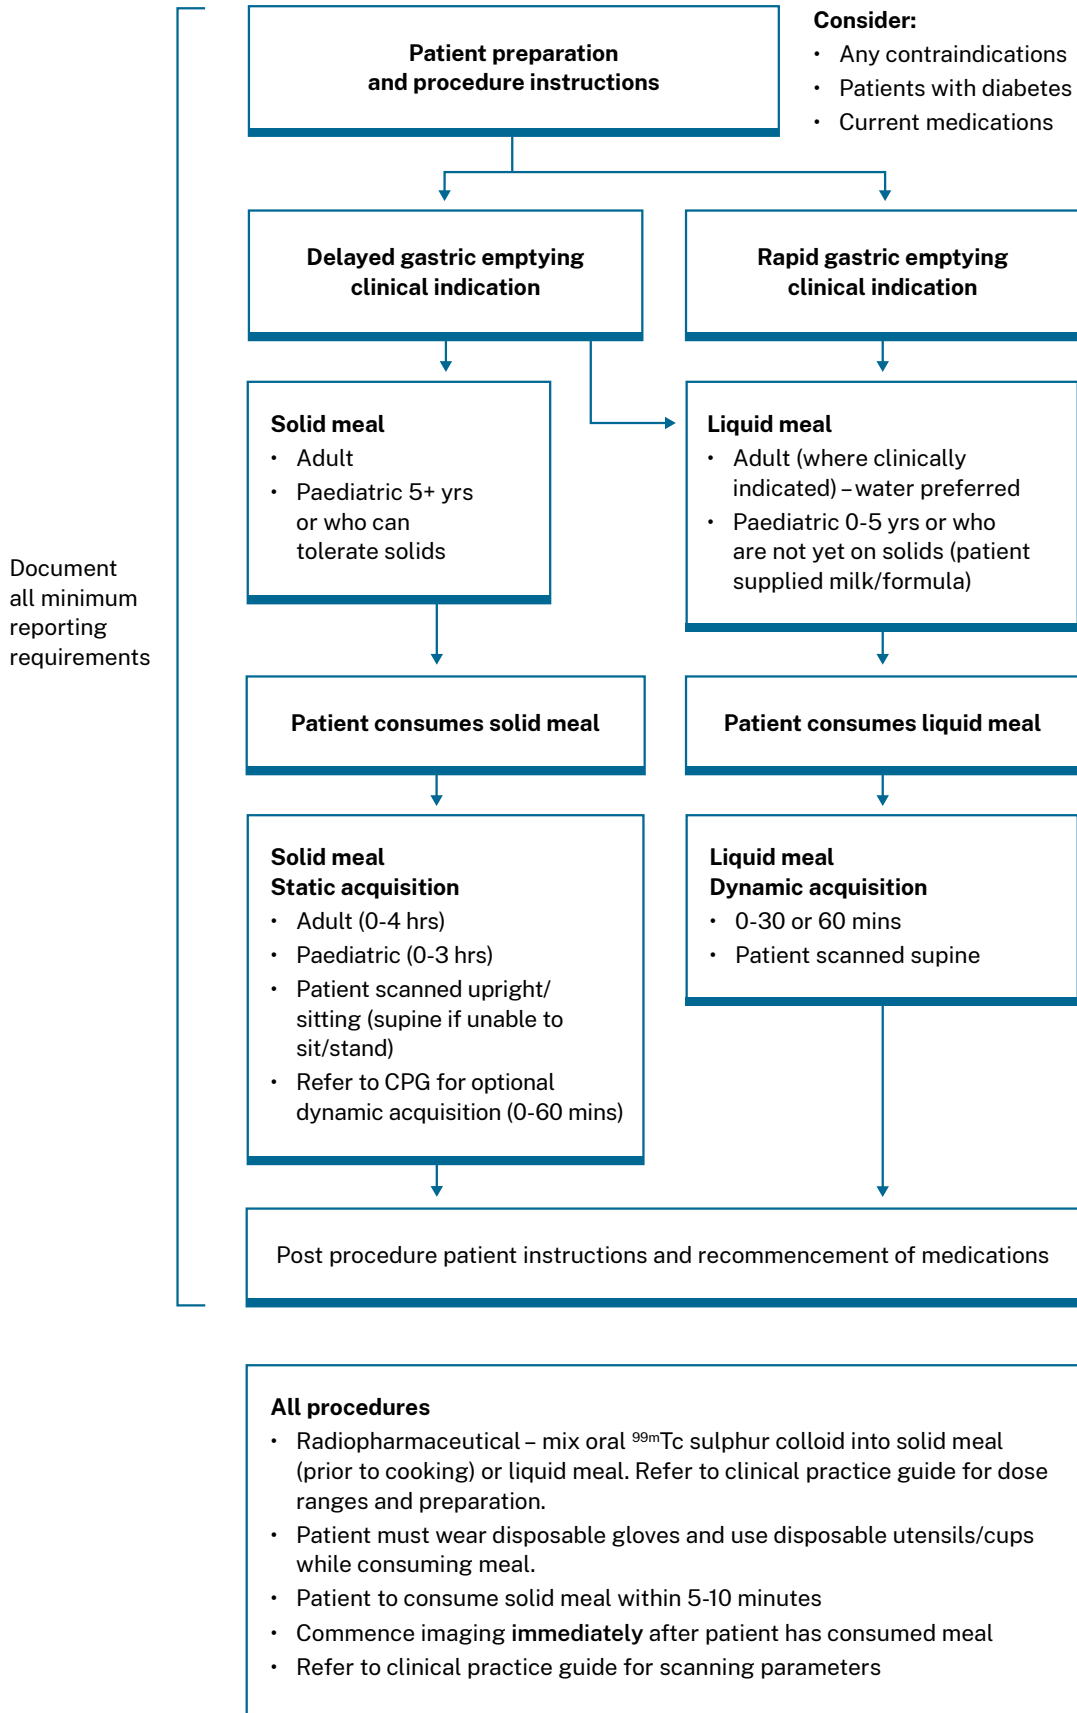 Patient preparation
and procedure instructions
Consider:
• Any contraindications
• Patients with diabetes
• Current medications
Delayed gastric emptying
clinical indication
Rapid gastric emptying
clinical indication
Solid meal
• Adult
• Paediatric 5+ yrs
or who can
tolerate solids
Liquid meal
• Adult (where clinically
indicated) – water preferred
• Paediatric 0-5 yrs or who
are not yet on solids (patient
supplied milk/formula)
Document
all minimum
reporting
requirements
Patient consumes solid meal
Patient consumes liquid meal
Solid meal
Static acquisition
• Adult (0-4 hrs)
• Paediatric (0-3 hrs)
• Patient scanned upright/
sitting (supine if unable to
sit/stand)
• Refer to CPG for optional
dynamic acquisition (0-60 mins)
Liquid meal
Dynamic acquisition
• 0-30 or 60 mins
• Patient scanned supine
Post procedure patient instructions and recommencement of medications
All procedures
• Radiopharmaceutical – mix oral ⁹⁹ᵐTc sulphur colloid into solid meal
(prior to cooking) or liquid meal. Refer to clinical practice guide for dose
ranges and preparation.
• Patient must wear disposable gloves and use disposable utensils/cups
while consuming meal.
• Patient to consume solid meal within 5-10 minutes
• Commence imaging immediately after patient has consumed meal
• Refer to clinical practice guide for scanning parameters